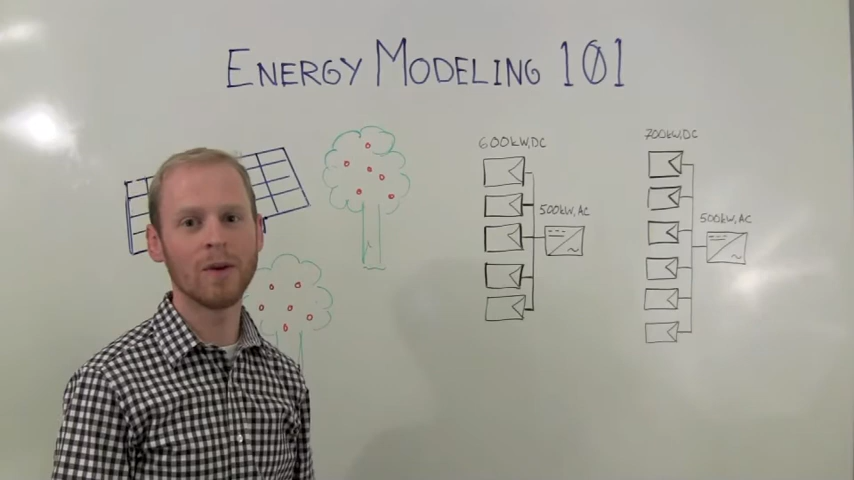 ENERGY MODELING 101
600kW,DC
500kW, AC
700kW,DC
500kW, AC